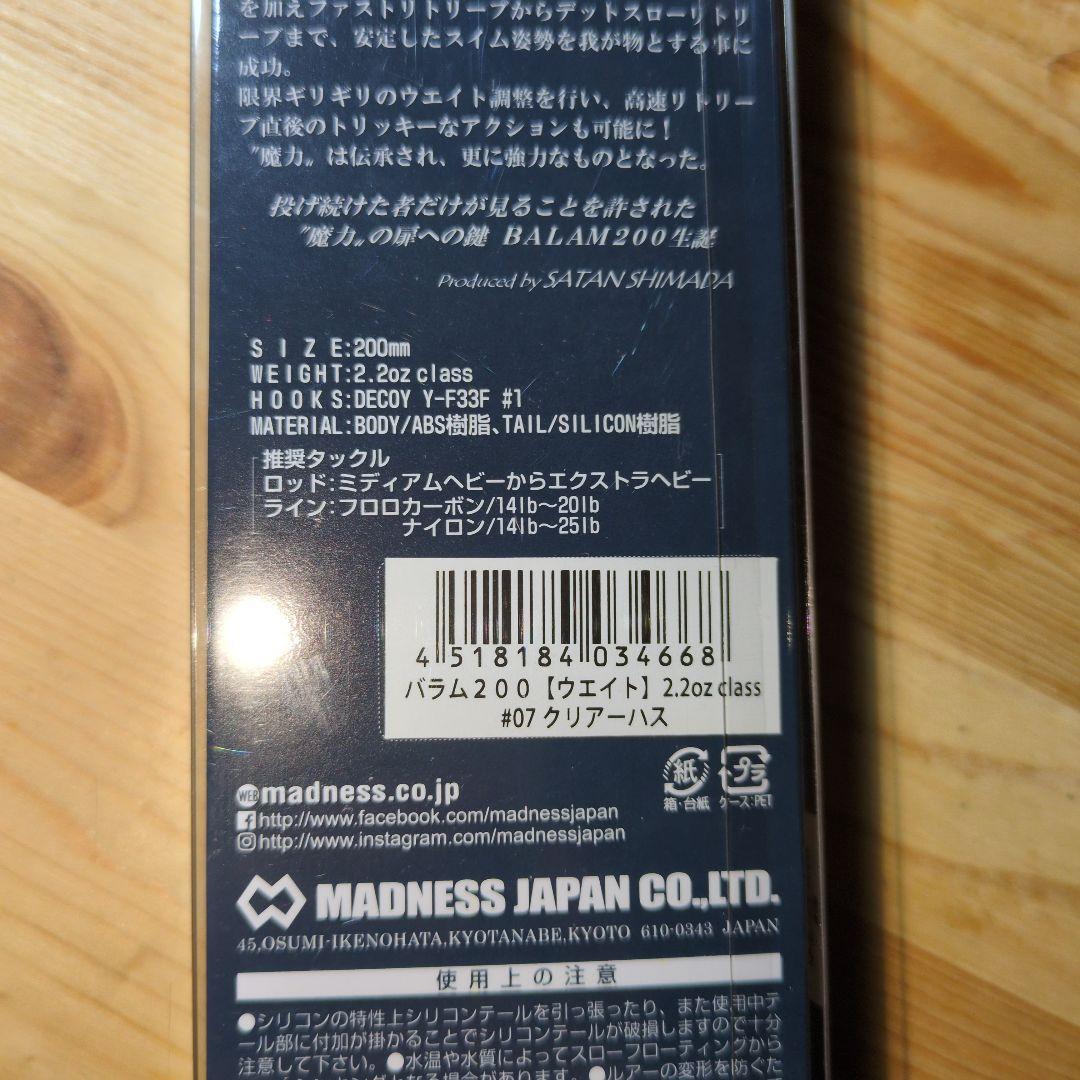 を加えファストリトリーブからデットスローリトリ
ーブまで、安定したスイム姿勢を我が物とする事に
成功。
限界ギリギリのウエイト調整を行い、高速リトリー
ブ直後のトリッキーなアクションも可能に！
〝魔力〟は伝承され、更に強力なものとなった。
投げ続けた者だけが見ることを許された
〝魔力〟の扉への鍵 BALAM200生誕
Produced by SATAN SHIMADA
SIZE:200mm
WEIGHT:2.2oz class
HOOKS:DECOY Y-F33F #1
MATERIAL:BODY/ABS樹脂、TAIL/SILICON樹脂
推奨タックル
ロッド:ミディアムヘビーからエクストラヘビー
ライン:フロロカーボン/14lb〜20lb
ナイロン/14lb〜25lb
4 518184 034668
バラム200【ウエイト】2.2oz class
#07 クリアーハス
紙 プラ
箱・台紙 ケース:PET
WEB madness.co.jp
http://www.facebook.com/madnessjapan
http://www.instagram.com/madnessjapan
MADNESS JAPAN CO.,LTD.
45,OSUMI-IKENOHATA,KYOTANABE,KYOTO 610-0343 JAPAN
使用上の注意
●シリコンの特性上シリコンテールを引っ張ったり、また使用中テ
ール部に付加が掛かることでシリコンテールが破損しますので十分
注意して下さい。●水温や水質によってスローフローティングから
場合があります。●ルアーの変形を防ぐた